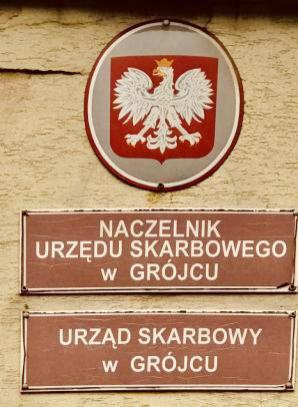 NACZELNIK
URZĘDU SKARBOWEGO
w GRÓJCU
URZĄD SKARBOWY
w GRÓJCU